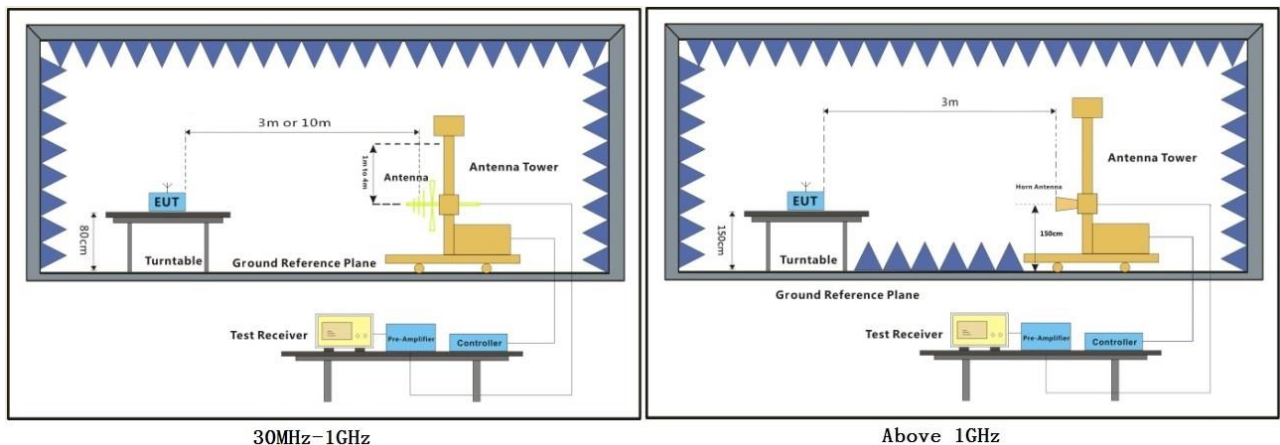 3m or 10m
1m to 4m
Antenna
Antenna Tower
EUT
80cm
Turntable
Ground Reference Plane
Test Receiver
Pre-Amplifier
Controller
30MHz-1GHz
3m
Antenna Tower
Horn Antenna
EUT
150cm
150cm
Turntable
Ground Reference Plane
Test Receiver
Pre-Amplifier
Controller
Above 1GHz